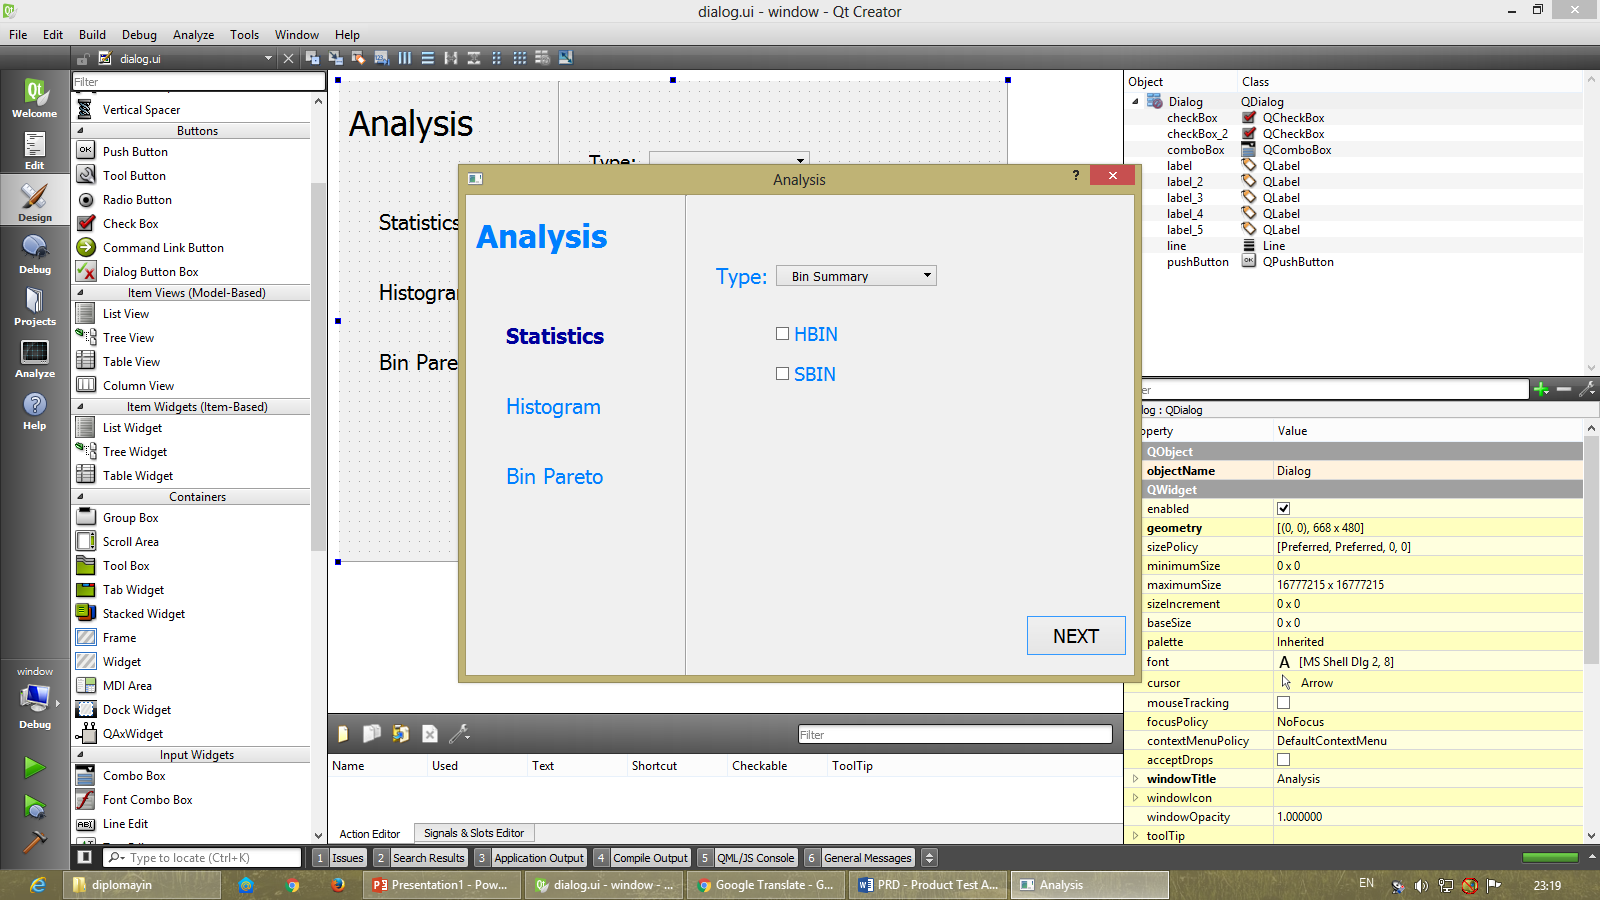 dialog.ui - window - Qt Creator
File Edit Build Debug Analyze Tools Window Help
dialog.ui
Filter
Welcome
Edit
Design
Debug
Projects
Analyze
Help
window
Debug
Vertical Spacer
Buttons
Push Button
Tool Button
Radio Button
Check Box
Command Link Button
Dialog Button Box
Item Views (Model-Based)
List View
Tree View
Table View
Column View
Item Widgets (Item-Based)
List Widget
Tree Widget
Table Widget
Containers
Group Box
Scroll Area
Tool Box
Tab Widget
Stacked Widget
Frame
Widget
MDI Area
Dock Widget
QAxWidget
Input Widgets
Combo Box
Font Combo Box
Line Edit
Analysis
Type:
Statistics
Histogra
Bin Pare
Analysis
?
Analysis
Type: Bin Summary
HBIN
SBIN
Statistics
Histogram
Bin Pareto
NEXT
Filter
Name Used Text Shortcut Checkable ToolTip
Action Editor Signals & Slots Editor
Object Class
Dialog QDialog
checkBox QCheckBox
checkBox_2 QCheckBox
comboBox QComboBox
label QLabel
label_2 QLabel
label_3 QLabel
label_4 QLabel
label_5 QLabel
line Line
pushButton QPushButton
er
log : QDialog
operty Value
QObject
objectName Dialog
QWidget
enabled
geometry [(0, 0), 668 x 480]
sizePolicy [Preferred, Preferred, 0, 0]
minimumSize 0 x 0
maximumSize 16777215 x 16777215
sizeIncrement 0 x 0
baseSize 0 x 0
palette Inherited
font A [MS Shell Dlg 2, 8]
cursor Arrow
mouseTracking
focusPolicy NoFocus
contextMenuPolicy DefaultContextMenu
acceptDrops
windowTitle Analysis
windowIcon
windowOpacity 1.000000
toolTip
Type to locate (Ctrl+K) 1 Issues 2 Search Results 3 Application Output 4 Compile Output 5 QML/JS Console 6 General Messages
diplomayin Presentation1 - Pow... dialog.ui - window - ... Google Translate - G... PRD - Product Test A... Analysis EN 23:19